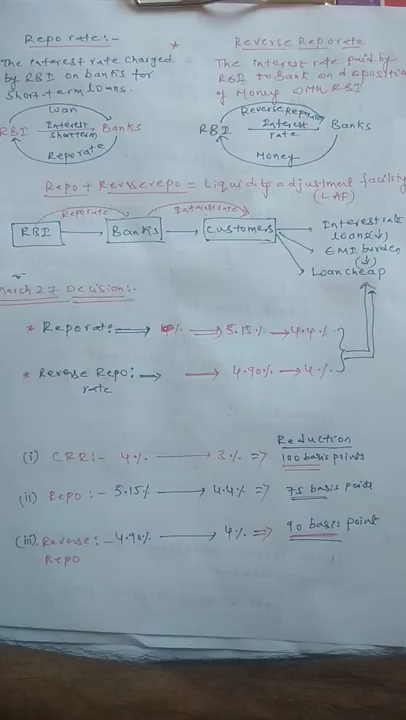 Repo rate:-
The interest rate charged
by RBI on banks for
short-term loans.
Loan
RBI Interest Banks
shortterm
Repo rate
* Reverse Repo rate
The Interest rate paid by
RBI to Bank on deposition
of Money with RBI
Reverse Repo rate
RBI Interest Banks
rate
Money
Repo + Reverse repo = Liquidity adjustment facility
(LAF)
Repo rate Interest rate
RBI Banks customers
Interest rate
loans (↓)
EMI burden
(↓)
Loan cheap
March 27 Decision:-
* Repo rate: 5.15% 4.4%
* Reverse Repo: 4.90% 4%
rate
Reduction
(i) CRR:- 4% 3% => 100 basis points
(ii) Repo:- 5.15% 4.4% => 75 basis points
(iii) Reverse:- 4.90% 4% => 90 basis point
Repo